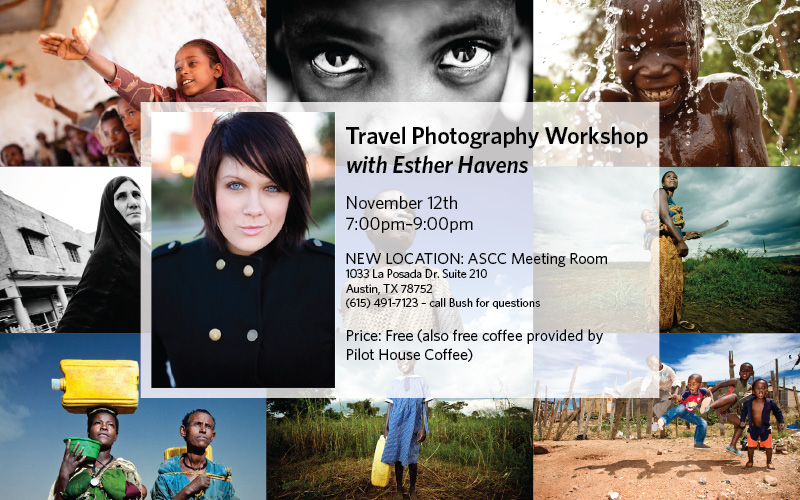 Travel Photography Workshop
with Esther Havens
November 12th
7:00pm–9:00pm
NEW LOCATION: ASCC Meeting Room
1033 La Posada Dr. Suite 210
Austin, TX 78752
(615) 491-7123 – call Bush for questions
Price: Free (also free coffee provided by
Pilot House Coffee)